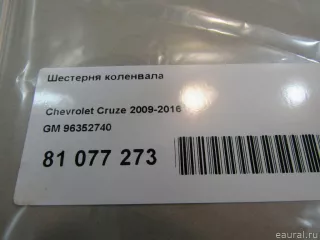 Шестерня коленвала
Chevrolet Cruze 2009-2016
GM 96352740
81 077 273
eaural.ru